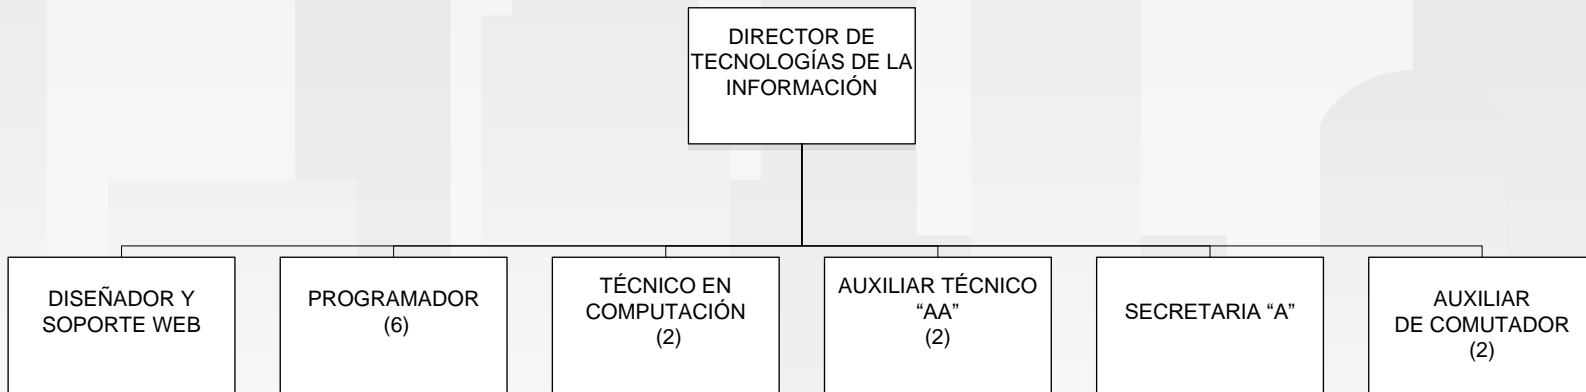 DIRECTOR DE
TECNOLOGÍAS DE LA
INFORMACIÓN
DISEÑADOR Y
SOPORTE WEB
PROGRAMADOR
(6)
TÉCNICO EN
COMPUTACIÓN
(2)
AUXILIAR TÉCNICO
“AA”
(2)
SECRETARIA “A”
AUXILIAR
DE COMUTADOR
(2)